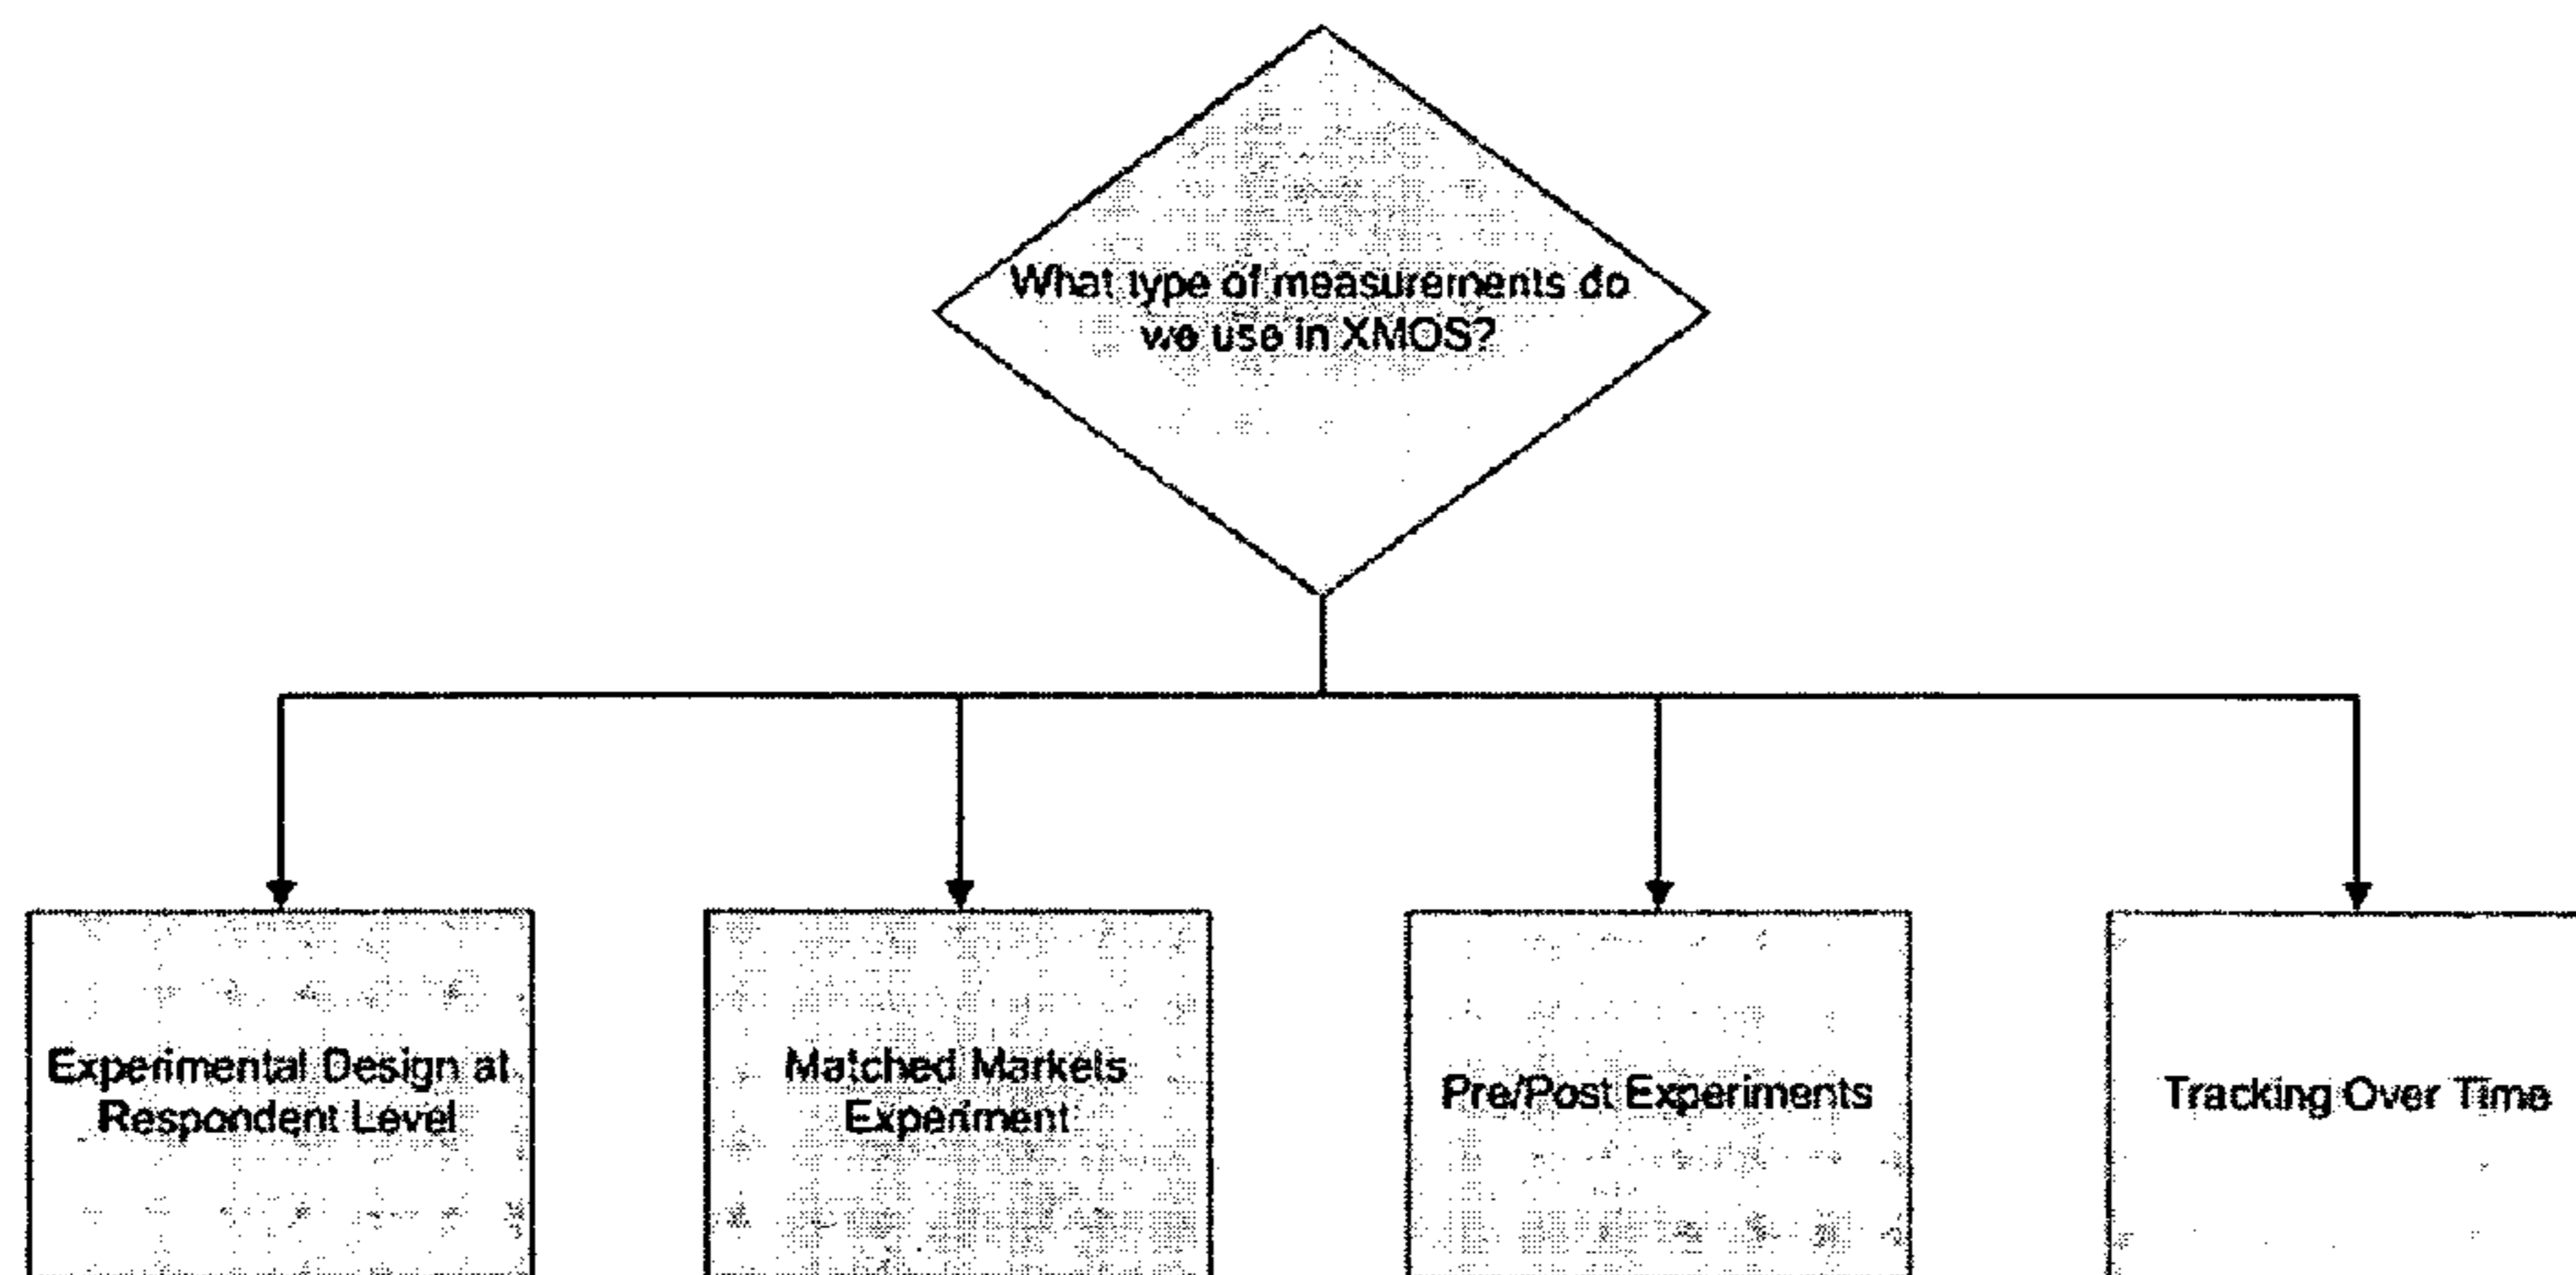 What type of measurements do
we use in XMOS?
Experimental Design at
Respondent Level
Matched Markets
Experiment
Pre/Post Experiments
Tracking Over Time